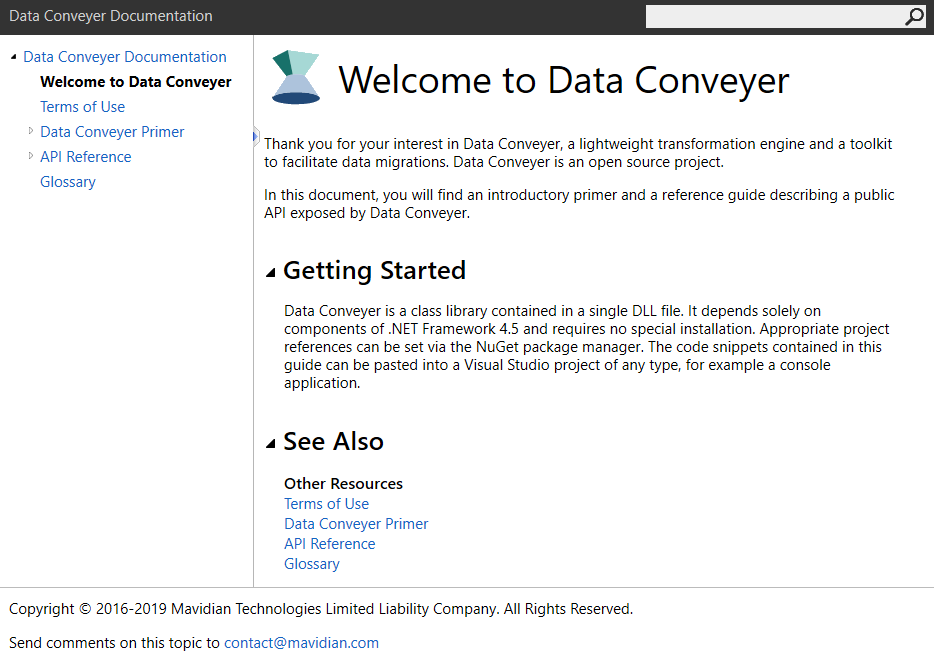 Data Conveyer Documentation
Data Conveyer Documentation
Welcome to Data Conveyer
Terms of Use
Data Conveyer Primer
API Reference
Glossary
Welcome to Data Conveyer
Thank you for your interest in Data Conveyer, a lightweight transformation engine and a toolkit
to facilitate data migrations. Data Conveyer is an open source project.
In this document, you will find an introductory primer and a reference guide describing a public
API exposed by Data Conveyer.
Getting Started
Data Conveyer is a class library contained in a single DLL file. It depends solely on
components of .NET Framework 4.5 and requires no special installation. Appropriate project
references can be set via the NuGet package manager. The code snippets contained in this
guide can be pasted into a Visual Studio project of any type, for example a console
application.
See Also
Other Resources
Terms of Use
Data Conveyer Primer
API Reference
Glossary
Copyright © 2016-2019 Mavidian Technologies Limited Liability Company. All Rights Reserved.
Send comments on this topic to contact@mavidian.com